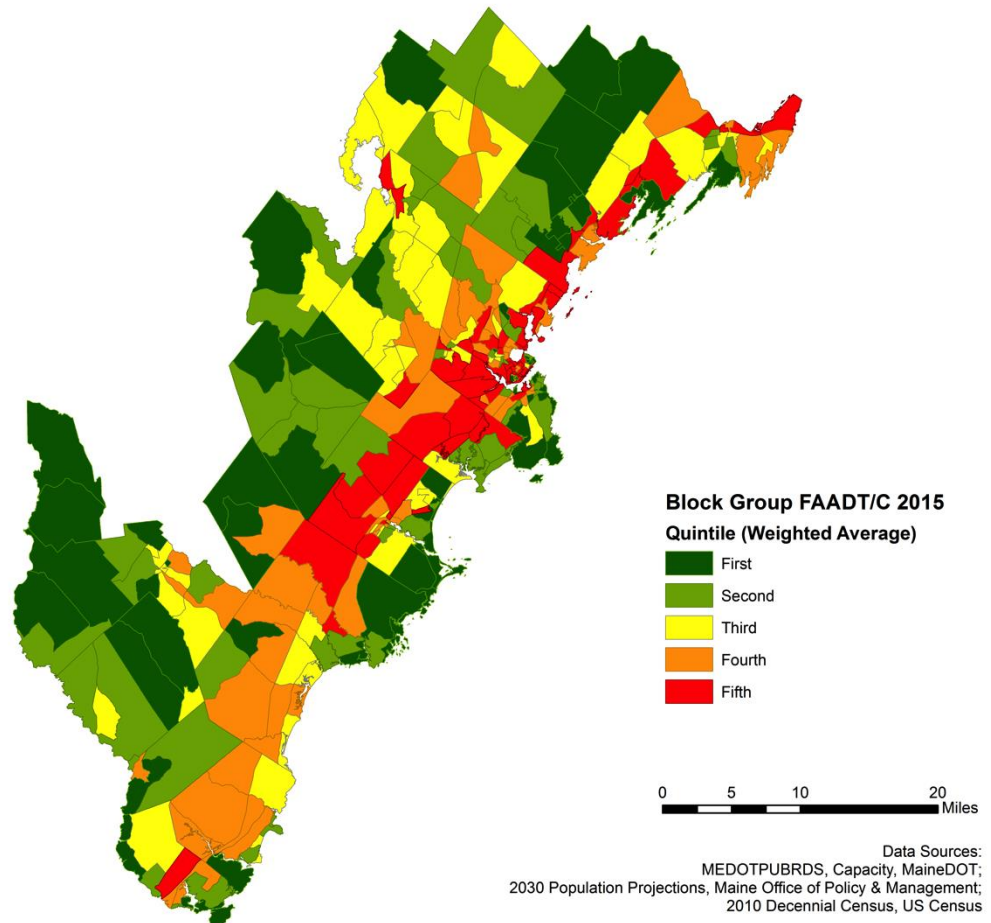 Block Group FAADT/C 2015
Quintile (Weighted Average)
First
Second
Third
Fourth
Fifth
0 5 10 20
Miles
Data Sources:
MEDOTPUBRDS, Capacity, MaineDOT;
2030 Population Projections, Maine Office of Policy & Management;
2010 Decennial Census, US Census